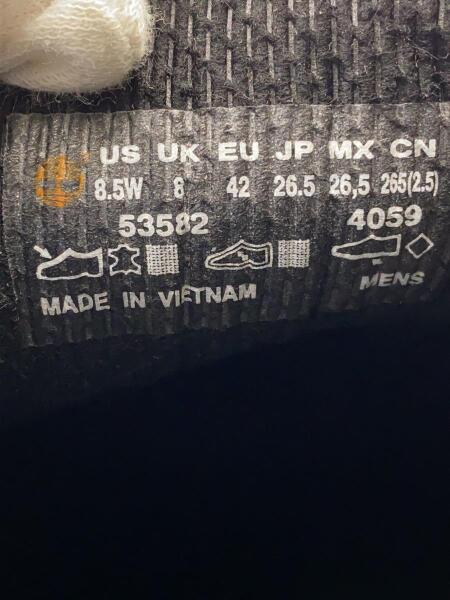 US UK EU JP MX CN
8.5W 8 42 26.5 26,5 265(2.5)
53582 4059
MADE IN VIETNAM MENS